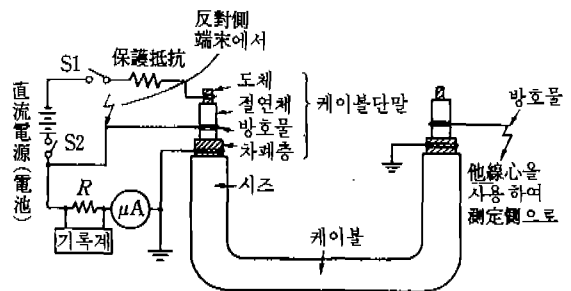 反對側
端末에서
保護抵抗
S1
直流電源(電池)
S2
R
μA
기록계
도체
절연체
방호물
차폐층
케이블단말
시즈
케이블
방호물
他線心을
사용하여
測定側으로